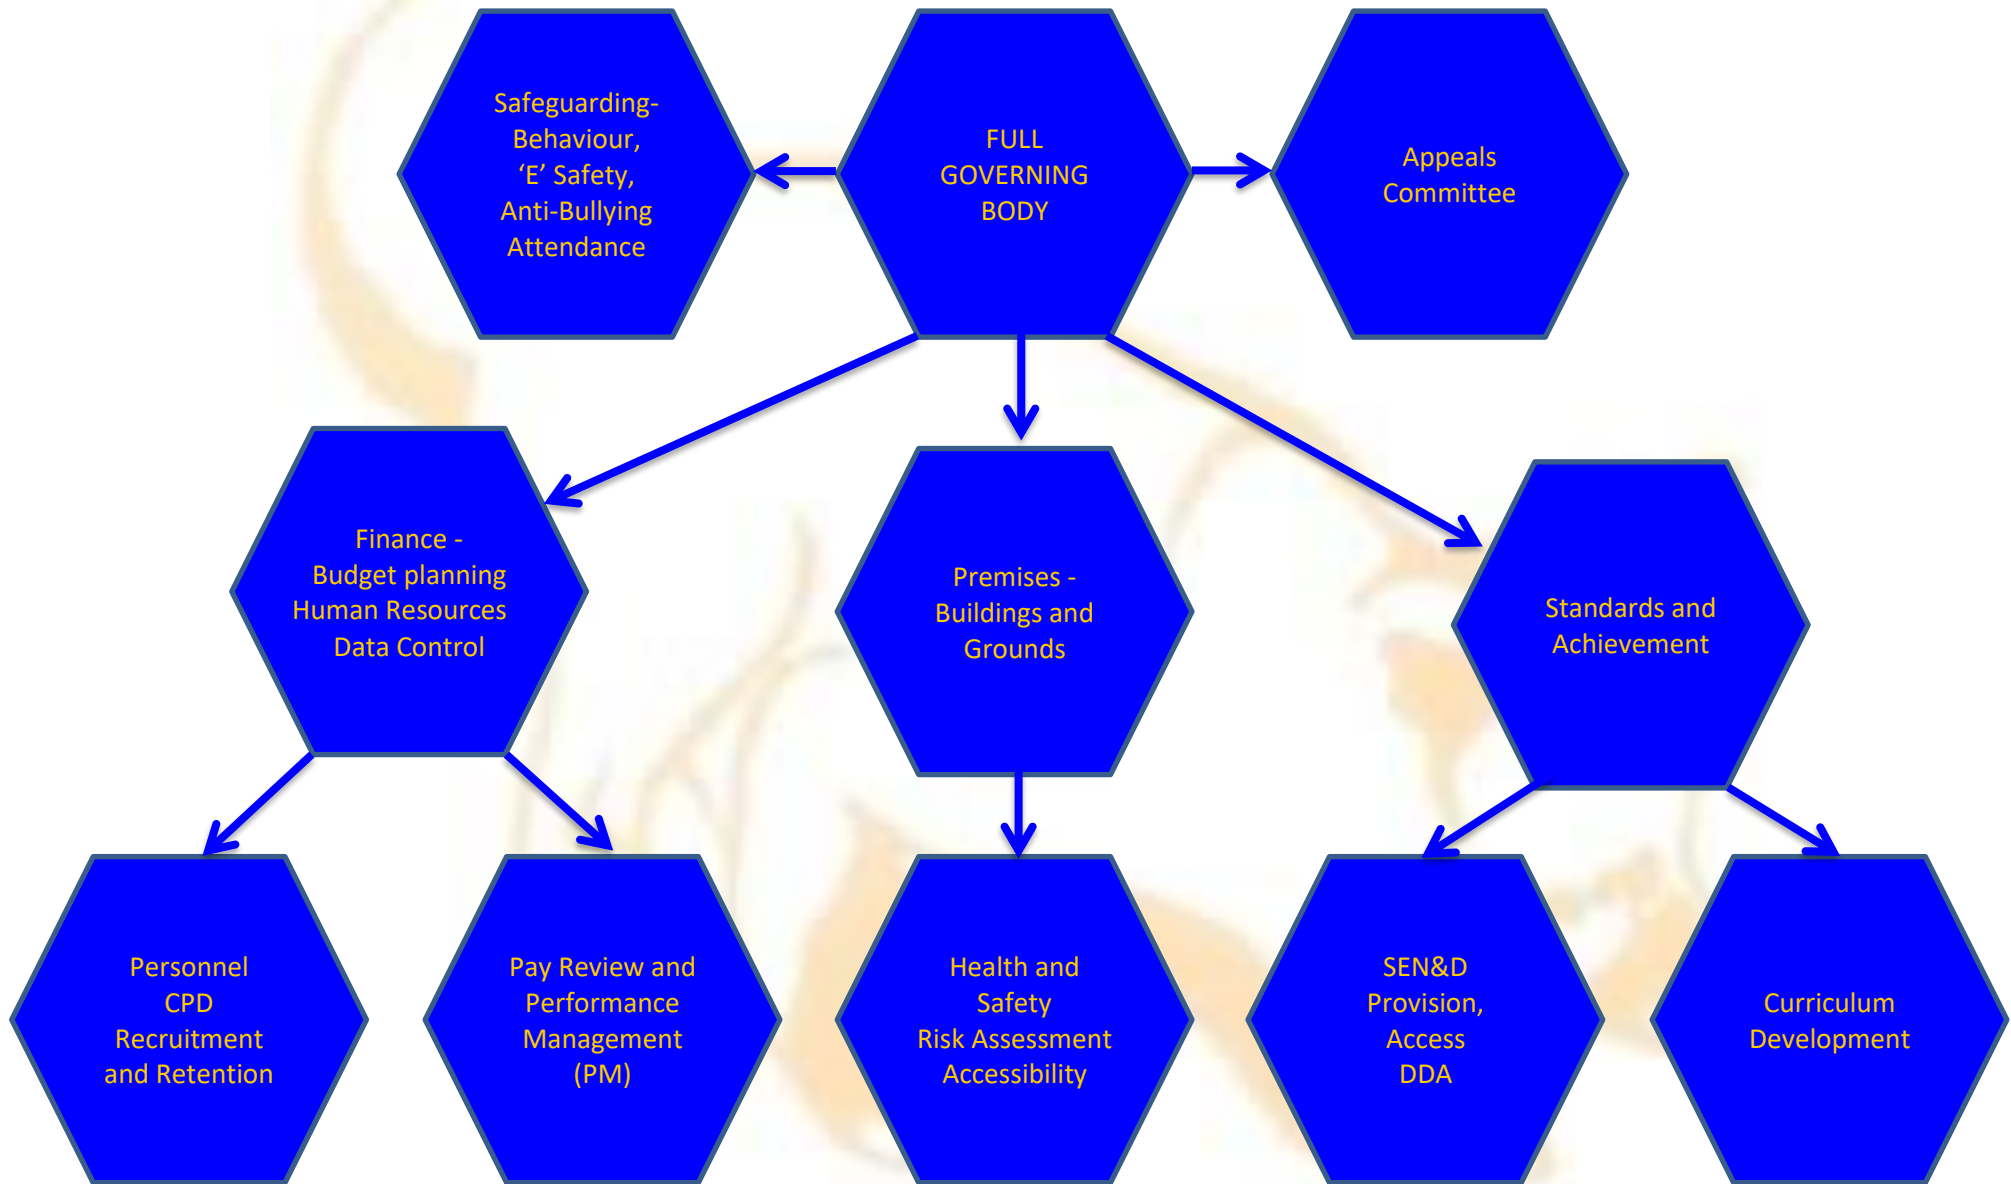 Safeguarding-
Behaviour,
‘E’ Safety,
Anti-Bullying
Attendance
FULL
GOVERNING
BODY
Appeals
Committee
Finance -
Budget planning
Human Resources
Data Control
Premises -
Buildings and
Grounds
Standards and
Achievement
Personnel
CPD
Recruitment
and Retention
Pay Review and
Performance
Management
(PM)
Health and
Safety
Risk Assessment
Accessibility
SEN&D
Provision,
Access
DDA
Curriculum
Development